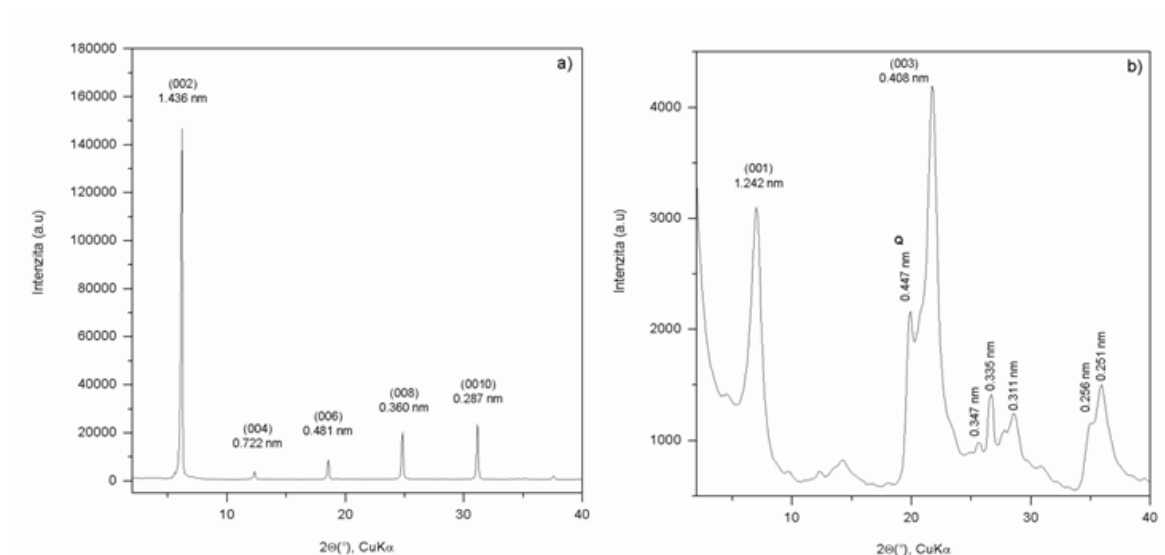 a)
180000
160000
140000
120000
100000
80000
60000
40000
20000
0
Intenzita (a.u)
(002)
1.436 nm
(004)
0.722 nm
(006)
0.481 nm
(008)
0.360 nm
(0010)
0.287 nm
10
20
30
40
2Θ(°), CuKα
b)
4000
3000
2000
1000
Intenzita (a.u)
(001)
1.242 nm
Q
0.447 nm
(003)
0.408 nm
0.347 nm
0.335 nm
0.311 nm
0.256 nm
0.251 nm
10
20
30
40
2Θ(°), CuKα